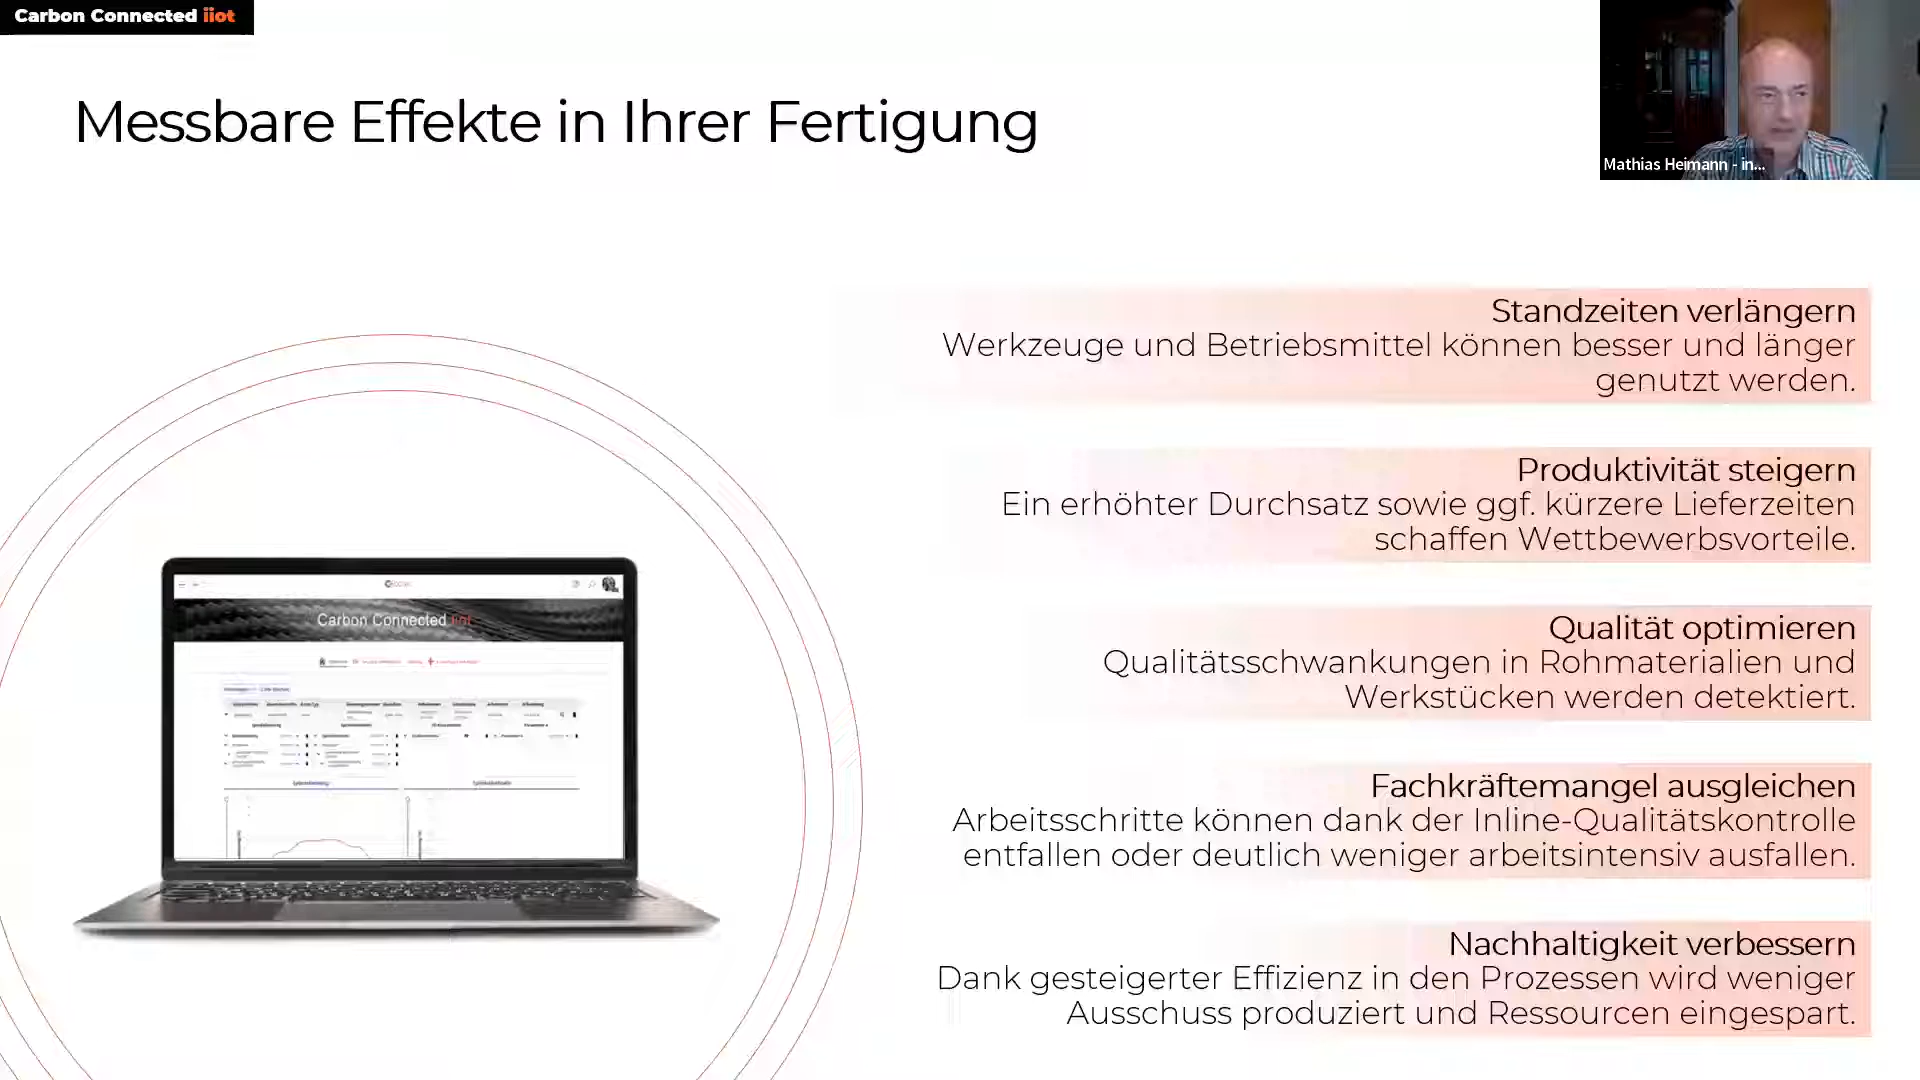 Carbon Connected iiot
Mathias Heimann - in...
Messbare Effekte in Ihrer Fertigung
Standzeiten verlängern
Werkzeuge und Betriebsmittel können besser und länger
genutzt werden.
Produktivität steigern
Ein erhöhter Durchsatz sowie ggf. kürzere Lieferzeiten
schaffen Wettbewerbsvorteile.
Qualität optimieren
Qualitätsschwankungen in Rohmaterialien und
Werkstücken werden detektiert.
Fachkräftemangel ausgleichen
Arbeitsschritte können dank der Inline-Qualitätskontrolle
entfallen oder deutlich weniger arbeitsintensiv ausfallen.
Nachhaltigkeit verbessern
Dank gesteigerter Effizienz in den Prozessen wird weniger
Ausschuss produziert und Ressourcen eingespart.
Carbon Connected iiot